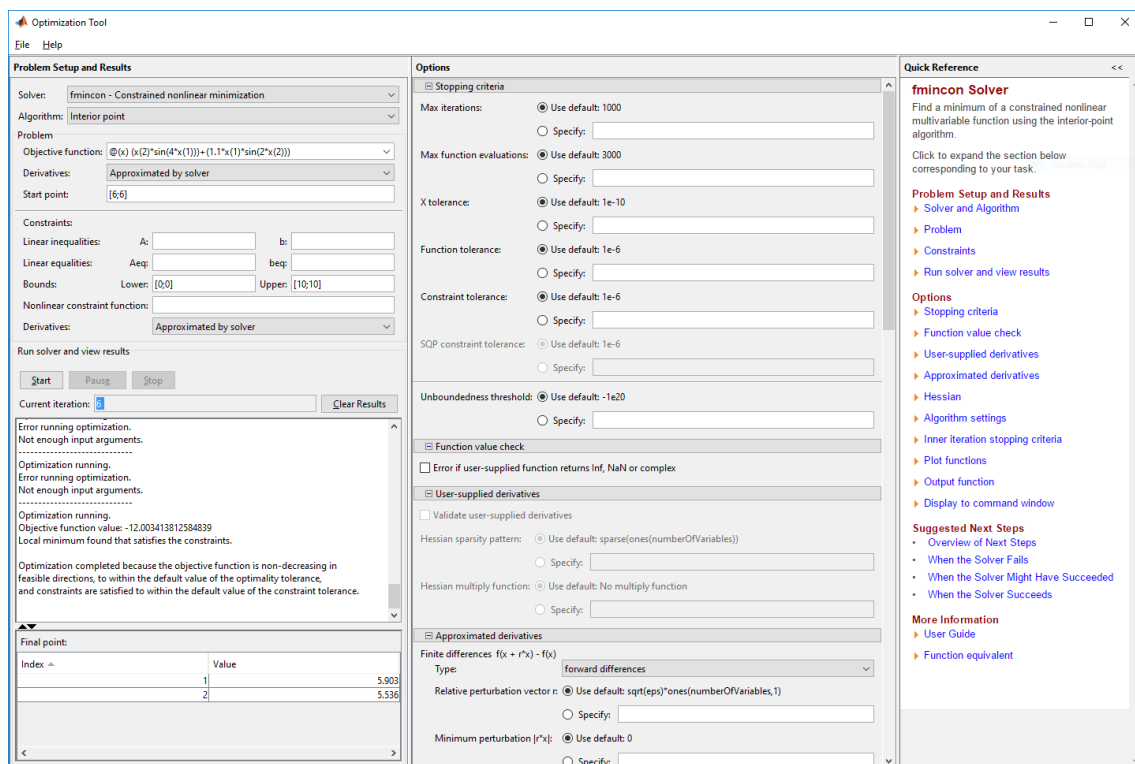 Optimization Tool
File Help
Problem Setup and Results
Solver: fmincon - Constrained nonlinear minimization
Algorithm: Interior point
Problem
Objective function: @(x) (x(2)*sin(4*x(1)))+(1.1*x(1)*sin(2*x(2)))
Derivatives: Approximated by solver
Start point: [6;6]
Constraints:
Linear inequalities: A: b:
Linear equalities: Aeq: beq:
Bounds: Lower: [0;0] Upper: [10;10]
Nonlinear constraint function:
Derivatives: Approximated by solver
Run solver and view results
Start Pause Stop
Current iteration: 6 Clear Results
Error running optimization.
Not enough input arguments.
-----------------------------
Optimization running.
Error running optimization.
Not enough input arguments.
-----------------------------
Optimization running.
Objective function value: -12.003413812584839
Local minimum found that satisfies the constraints.
Optimization completed because the objective function is non-decreasing in
feasible directions, to within the default value of the optimality tolerance,
and constraints are satisfied to within the default value of the constraint tolerance.
Final point:
Index Value
1 5.903
2 5.536
Options
Stopping criteria
Max iterations: Use default: 1000
Specify:
Max function evaluations: Use default: 3000
Specify:
X tolerance: Use default: 1e-10
Specify:
Function tolerance: Use default: 1e-6
Specify:
Constraint tolerance: Use default: 1e-6
Specify:
SQP constraint tolerance: Use default: 1e-6
Specify:
Unboundedness threshold: Use default: -1e20
Specify:
Function value check
Error if user-supplied function returns Inf, NaN or complex
User-supplied derivatives
Validate user-supplied derivatives
Hessian sparsity pattern: Use default: sparse(ones(numberOfVariables))
Specify:
Hessian multiply function: Use default: No multiply function
Specify:
Approximated derivatives
Finite differences f(x + r*x) - f(x)
Type: forward differences
Relative perturbation vector r: Use default: sqrt(eps)*ones(numberOfVariables,1)
Specify:
Minimum perturbation |r*x|: Use default: 0
Specify:
Quick Reference <<
fmincon Solver
Find a minimum of a constrained nonlinear
multivariable function using the interior-point
algorithm.
Click to expand the section below
corresponding to your task.
Problem Setup and Results
Solver and Algorithm
Problem
Constraints
Run solver and view results
Options
Stopping criteria
Function value check
User-supplied derivatives
Approximated derivatives
Hessian
Algorithm settings
Inner iteration stopping criteria
Plot functions
Output function
Display to command window
Suggested Next Steps
• Overview of Next Steps
• When the Solver Fails
• When the Solver Might Have Succeeded
• When the Solver Succeeds
More Information
User Guide
Function equivalent